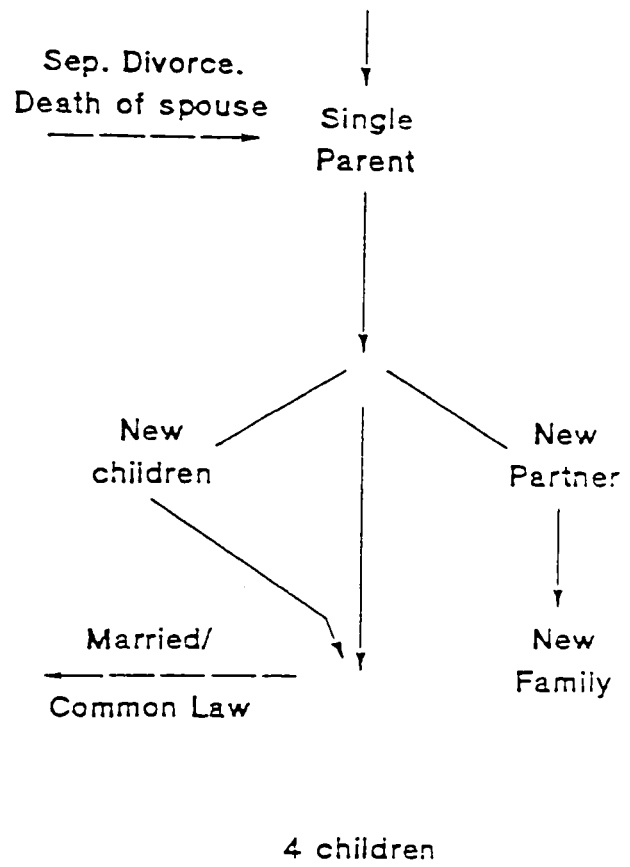 Sep. Divorce.
Death of spouse
Single
Parent
New
children
New
Partner
Married/
Common Law
New
Family
4 children